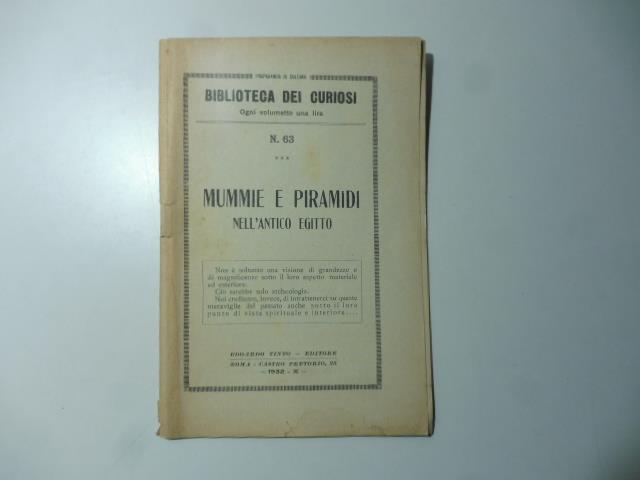 PROPAGANDA DI CULTURA
BIBLIOTECA DEI CURIOSI
Ogni volumetto una lira
N. 63
***
MUMMIE E PIRAMIDI
NELL'ANTICO EGITTO
Non è soltanto una visione di grandezze e
di magnificenze sotto il loro aspetto materiale
ed esteriore.
Ciò sarebbe solo archeologia.
Noi crediamo, invece, di intrattenerci su queste
meraviglie del passato anche sotto il loro
punto di vista spirituale e interiore....
EDOARDO TINTO — EDITORE
ROMA - CASTRO PRETORIO, 25
— 1932 - X —